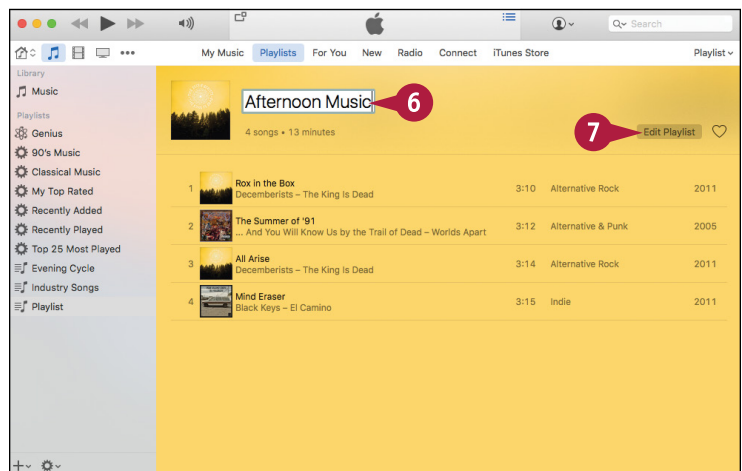 Search
My Music Playlists For You New Radio Connect iTunes Store Playlist
Library
Music
Playlists
Genius
90's Music
Classical Music
My Top Rated
Recently Added
Recently Played
Top 25 Most Played
Evening Cycle
Industry Songs
Playlist
Afternoon Music 6
4 songs • 13 minutes
7 Edit Playlist
1 Rox in the Box 3:10 Alternative Rock 2011
Decemberists – The King Is Dead
2 The Summer of '91 3:12 Alternative & Punk 2005
... And You Will Know Us by the Trail of Dead – Worlds Apart
3 All Arise 3:14 Alternative Rock 2011
Decemberists – The King Is Dead
4 Mind Eraser 3:15 Indie 2011
Black Keys – El Camino